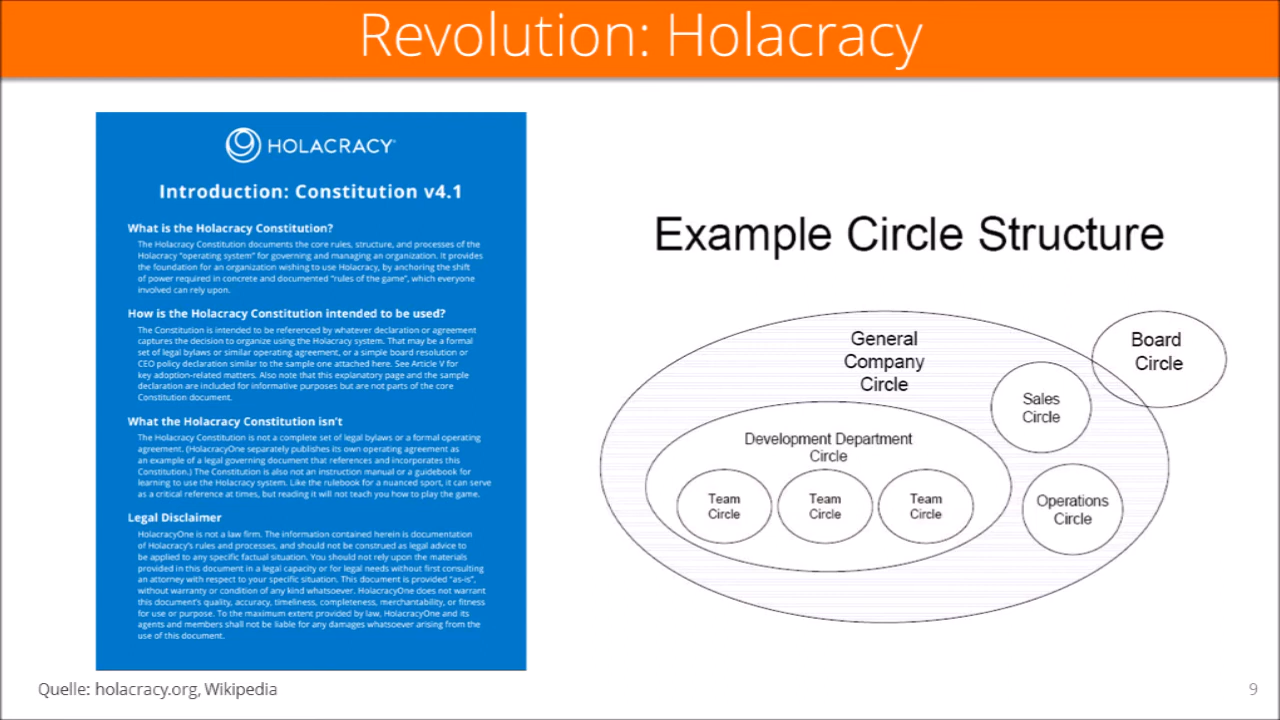 Revolution: Holacracy
HOLACRACY
Introduction: Constitution v4.1
What is the Holacracy Constitution?
The Holacracy Constitution documents the core rules, structure, and processes of the
Holacracy "operating system" for governing and managing an organization. It provides
the foundation for an organization wishing to use Holacracy, by anchoring the shift
of power required in concrete and documented "rules of the game", which everyone
involved can rely upon.
How is the Holacracy Constitution intended to be used?
The Constitution is intended to be referenced by whatever declaration or agreement
captures the decision to organize using the Holacracy system. That may be a formal
set of legal bylaws or similar operating agreement, or a simple board resolution or
CEO policy declaration similar to the sample one attached here. See Article V for
key adoption-related matters. Also note that this explanatory page and the sample
declaration are included for informative purposes but are not parts of the core
Constitution document.
What the Holacracy Constitution isn't
The Holacracy Constitution is not a complete set of legal bylaws or a formal operating
agreement. (HolacracyOne separately publishes its own operating agreement as
an example of a legal governing document that references and incorporates this
Constitution.) The Constitution is also not an instruction manual or a guidebook for
learning to use the Holacracy system. Like the rulebook for a nuanced sport, it can serve
as a critical reference at times, but reading it will not teach you how to play the game.
Legal Disclaimer
HolacracyOne is not a law firm. The information contained herein is documentation
of Holacracy's rules and processes, and should not be construed as legal advice to
be applied to any specific factual situation. You should not rely upon the materials
provided in this document in a legal capacity or for legal needs without first consulting
an attorney with respect to your specific situation. This document is provided "as-is",
without warranty or condition of any kind whatsoever. HolacracyOne does not warrant
this document's quality, accuracy, timeliness, completeness, merchantability, or fitness
for use or purpose. To the maximum extent provided by law, HolacracyOne and its
agents and members shall not be liable for any damages whatsoever arising from the
use of this document.
Example Circle Structure
General
Company
Circle
Board
Circle
Sales
Circle
Development Department
Circle
Team
Circle
Team
Circle
Team
Circle
Operations
Circle
Quelle: holacracy.org, Wikipedia
9